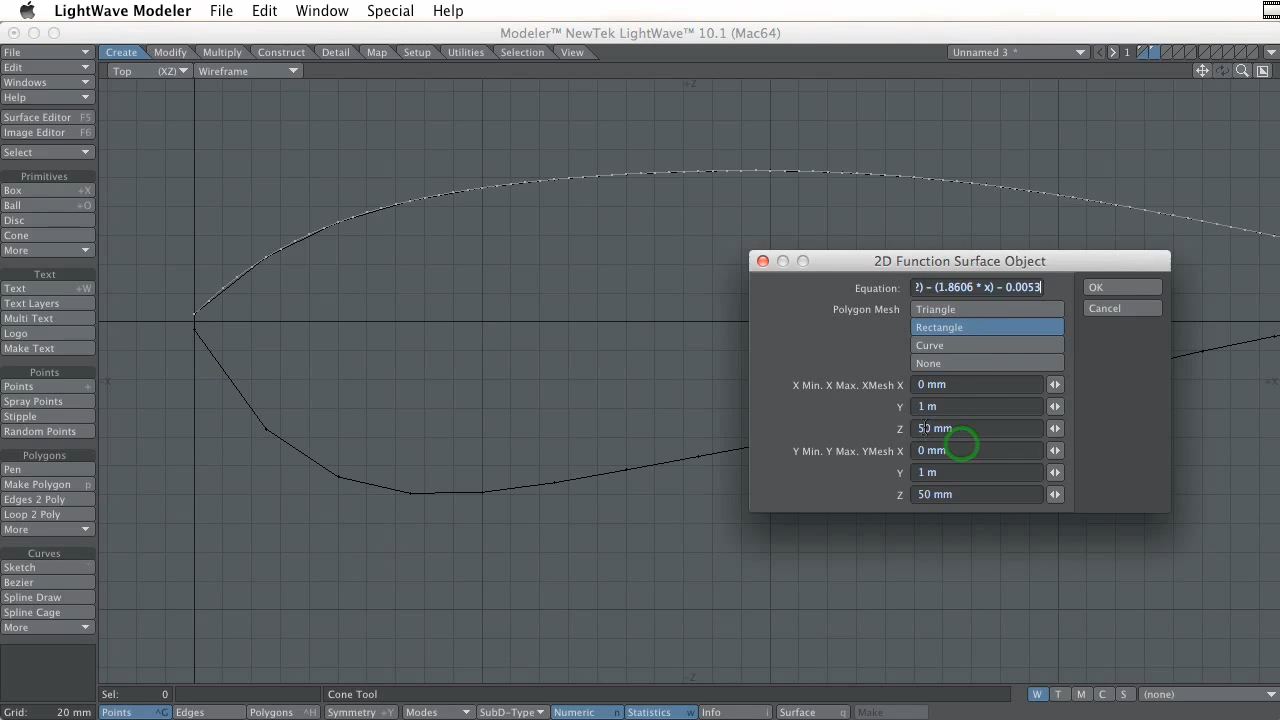 LightWave Modeler File Edit Window Special Help
Modeler™ NewTek LightWave™ 10.1 (Mac64)
File Create Modify Multiply Construct Detail Map Setup Utilities Selection View Unnamed 3 * < > 1
Edit Top (XZ) Wireframe
Windows +Z
Help
Surface Editor F5
Image Editor F6
Select
Primitives
Box +X
Ball +O
Disc
Cone
More
Text
Text +W
Text Layers
Multi Text
Logo
Make Text
Points
Points +
Spray Points
Stipple
Random Points
Polygons
Pen
Make Polygon p
Edges 2 Poly
Loop 2 Poly
More
Curves
Sketch
Bezier
Spline Draw
Spline Cage
More
-X
+X
-Z
2D Function Surface Object
Equation: ?) - (1.8606 * x) - 0.0053 OK
Polygon Mesh Triangle Cancel
Rectangle
Curve
None
X Min. X Max. XMesh X 0 mm
Y 1 m
Z 50 mm
Y Min. Y Max. YMesh X 0 mm
Y 1 m
Z 50 mm
Sel: 0 Cone Tool W T M C S (none)
Grid: 20 mm Points ^G Edges Polygons ^H Symmetry +Y Modes SubD-Type Numeric n Statistics w Info i Surface q Make